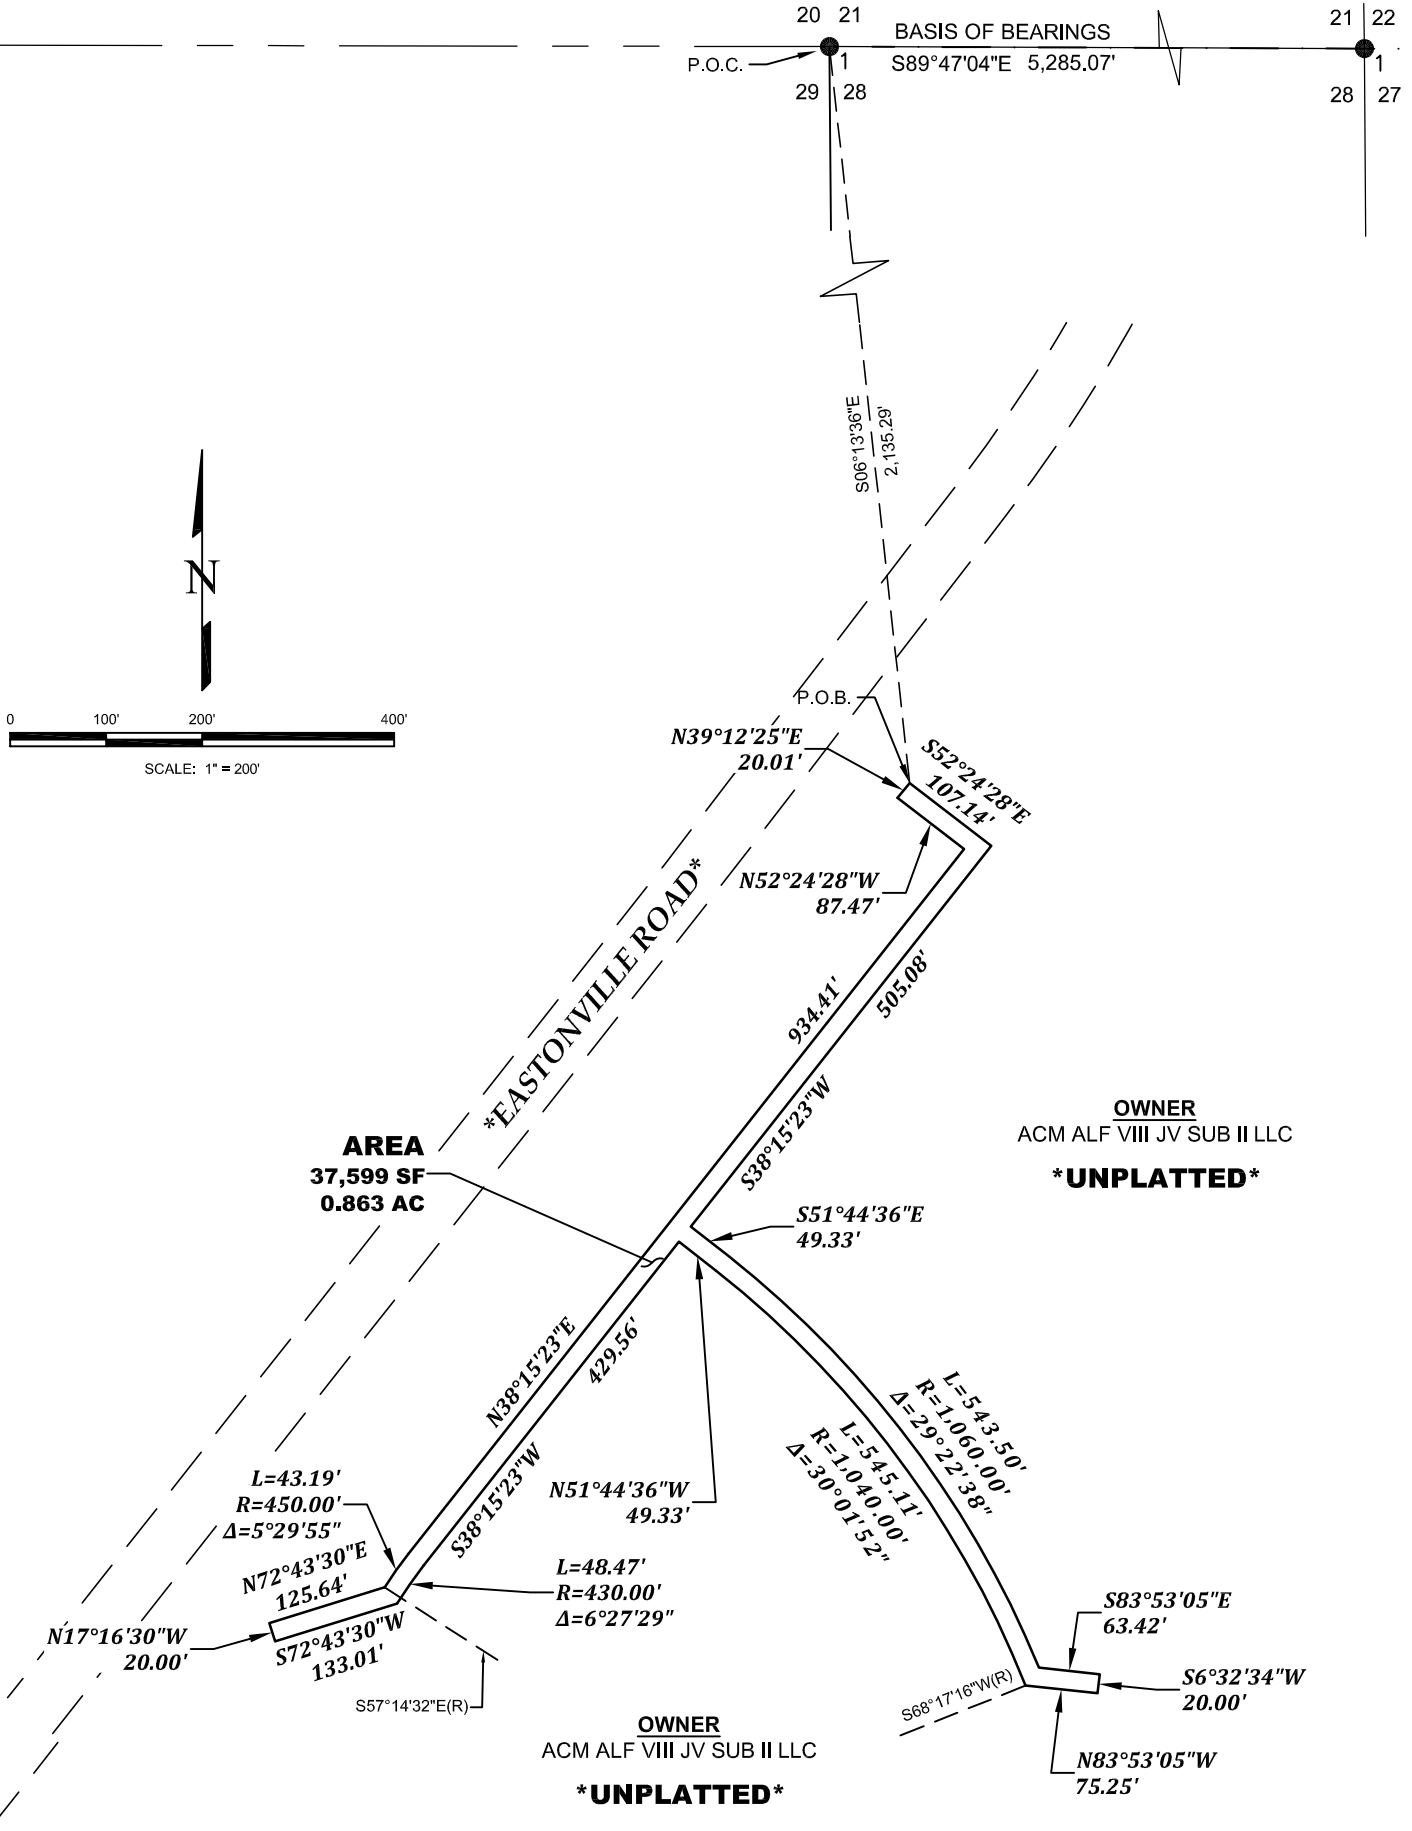 20 21
21 22
BASIS OF BEARINGS
P.O.C.
1
S89°47'04"E 5,285.07'
1
29 28
28 27
S06°13'36"E
2,135.29'
N
0 100' 200' 400'
SCALE: 1" = 200'
P.O.B.
N39°12'25"E
20.01'
S52°24'28"E
107.14'
N52°24'28"W
87.47'
*EASTONVILLE ROAD*
934.41'
505.08'
S38°15'23"W
OWNER
ACM ALF VIII JV SUB II LLC
*UNPLATTED*
AREA
37,599 SF
0.863 AC
S51°44'36"E
49.33'
N38°15'23"E
429.56'
S38°15'23"W
N51°44'36"W
49.33'
L=543.50'
R=1,060.00'
Δ=29°22'38"
L=545.11'
R=1,040.00'
Δ=30°01'52"
L=43.19'
R=450.00'
Δ=5°29'55"
N72°43'30"E
125.64'
L=48.47'
R=430.00'
Δ=6°27'29"
N17°16'30"W
20.00'
S72°43'30"W
133.01'
S57°14'32"E(R)
S83°53'05"E
63.42'
S68°17'16"W(R)
S6°32'34"W
20.00'
N83°53'05"W
75.25'
OWNER
ACM ALF VIII JV SUB II LLC
*UNPLATTED*